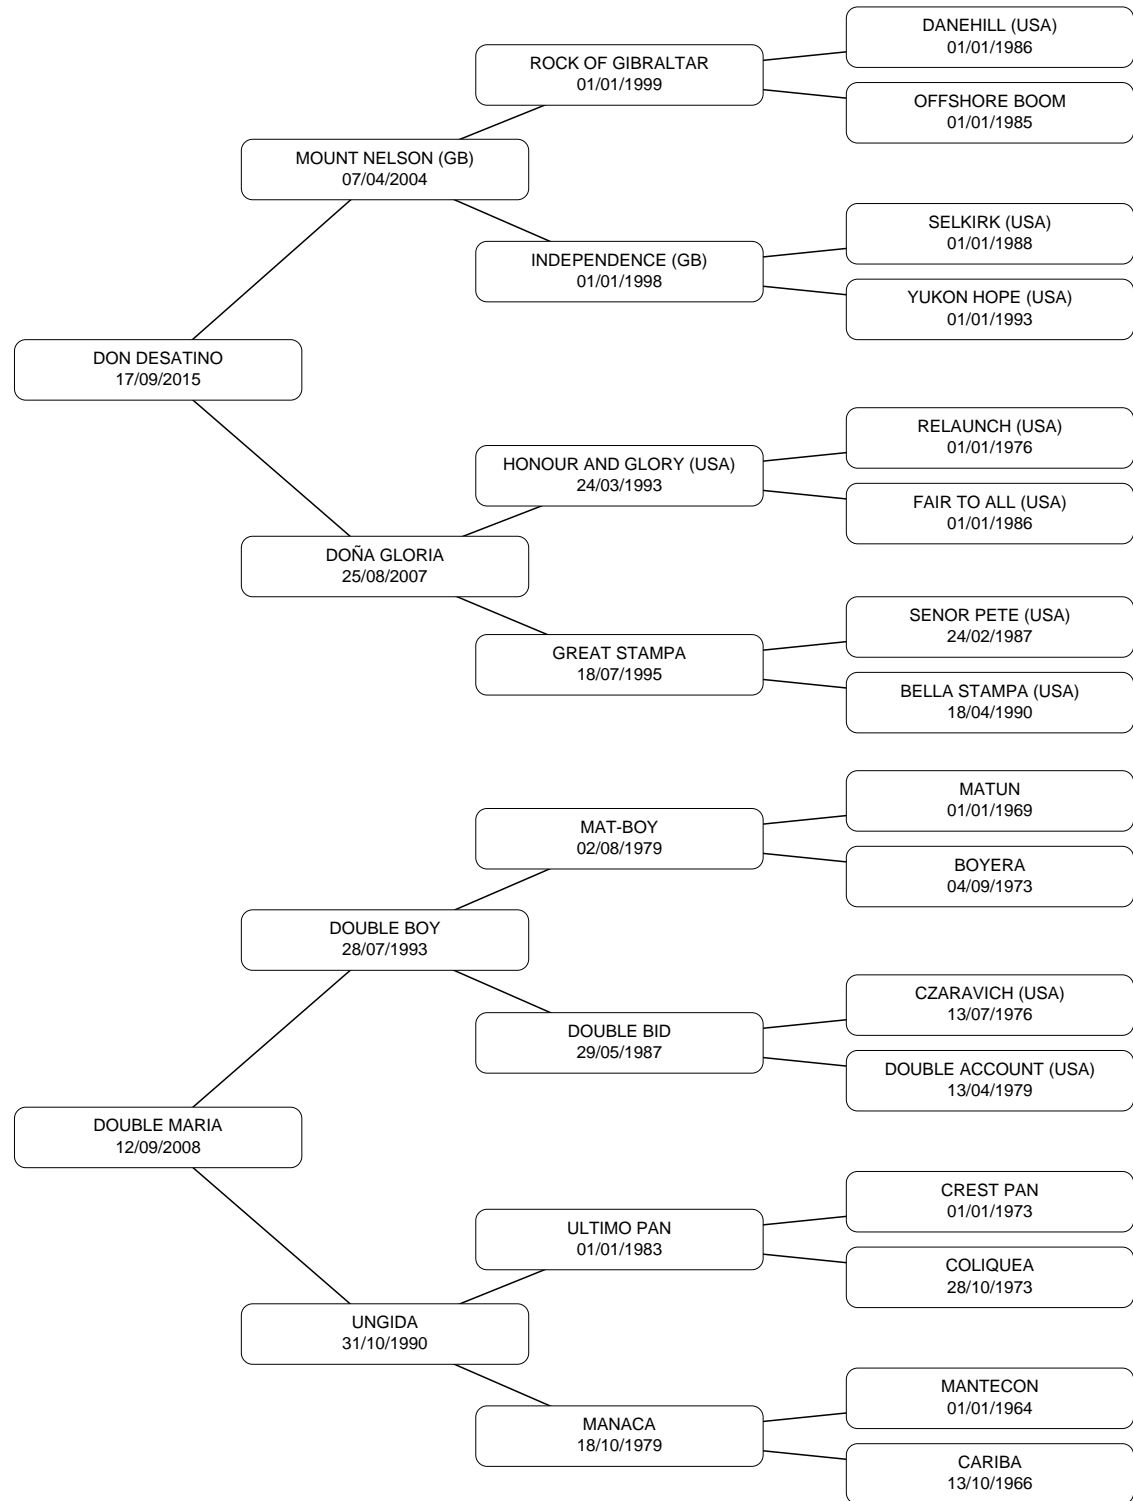 DANEHILL (USA)
01/01/1986
ROCK OF GIBRALTAR
01/01/1999
OFFSHORE BOOM
01/01/1985
MOUNT NELSON (GB)
07/04/2004
SELKIRK (USA)
01/01/1988
INDEPENDENCE (GB)
01/01/1998
YUKON HOPE (USA)
01/01/1993
DON DESATINO
17/09/2015
RELAUNCH (USA)
01/01/1976
HONOUR AND GLORY (USA)
24/03/1993
FAIR TO ALL (USA)
01/01/1986
DOÑA GLORIA
25/08/2007
SENOR PETE (USA)
24/02/1987
GREAT STAMPA
18/07/1995
BELLA STAMPA (USA)
18/04/1990
MATUN
01/01/1969
MAT-BOY
02/08/1979
BOYERA
04/09/1973
DOUBLE BOY
28/07/1993
CZARAVICH (USA)
13/07/1976
DOUBLE BID
29/05/1987
DOUBLE ACCOUNT (USA)
13/04/1979
DOUBLE MARIA
12/09/2008
CREST PAN
01/01/1973
ULTIMO PAN
01/01/1983
COLIQUEA
28/10/1973
UNGIDA
31/10/1990
MANTECON
01/01/1964
MANACA
18/10/1979
CARIBA
13/10/1966